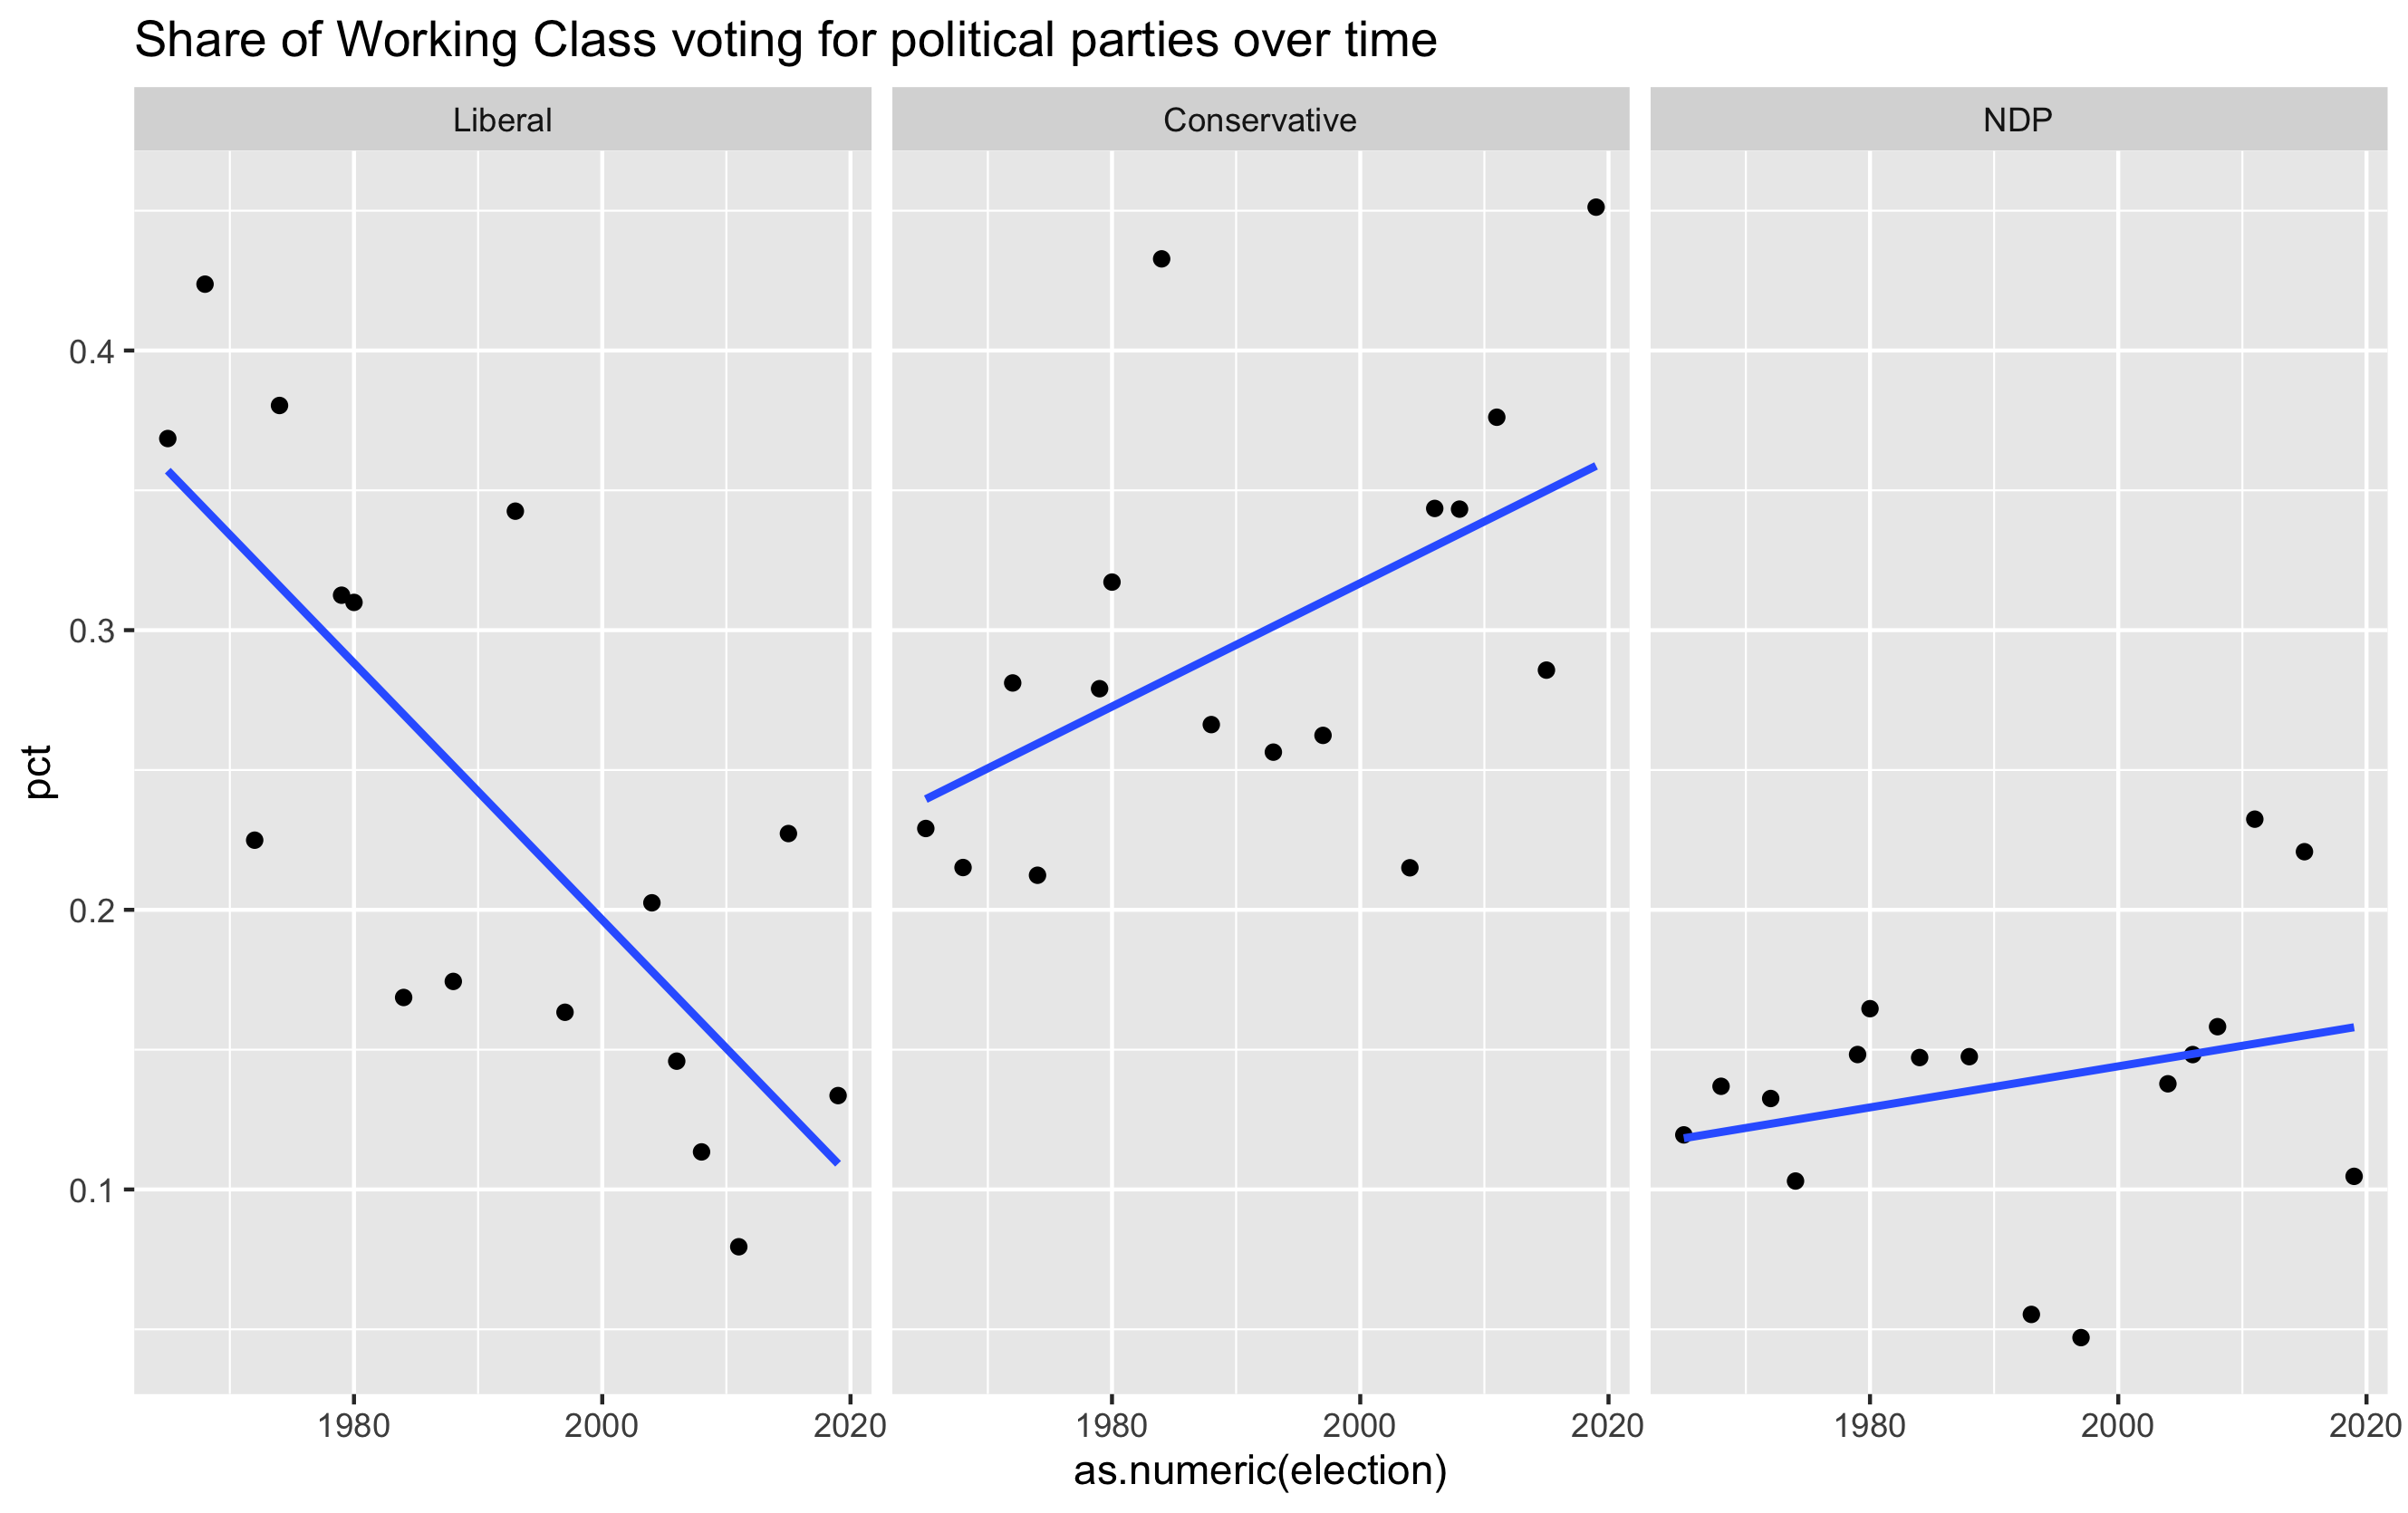 Share of Working Class voting for political parties over time
Liberal Conservative NDP
0.4
0.3
0.2
0.1
pct
1980 2000 2020 1980 2000 2020 1980 2000 2020
as.numeric(election)